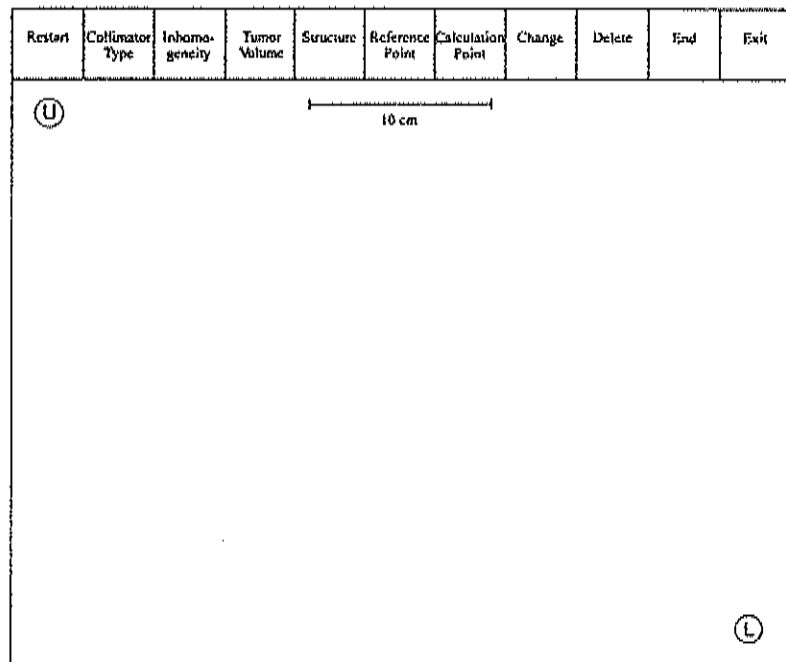 Restart Collimator Type Inhomo- geneity Tumor Volume Structure Reference Point Calculation Point Change Delete End Exit
U
10 cm
L